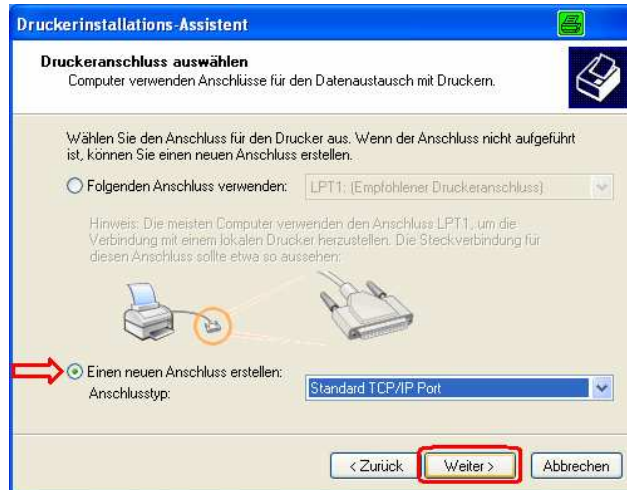 Druckerinstallations-Assistent
Druckeranschluss auswählen
Computer verwenden Anschlüsse für den Datenaustausch mit Druckern.
Wählen Sie den Anschluss für den Drucker aus. Wenn der Anschluss nicht aufgeführt
ist, können Sie einen neuen Anschluss erstellen.
Folgenden Anschluss verwenden: LPT1: (Empfohlener Druckeranschluss)
Hinweis: Die meisten Computer verwenden den Anschluss LPT1, um die
Verbindung mit einem lokalen Drucker herzustellen. Die Steckverbindung für
diesen Anschluss sollte etwa so aussehen:
Einen neuen Anschluss erstellen:
Anschlusstyp: Standard TCP/IP Port
< Zurück Weiter > Abbrechen